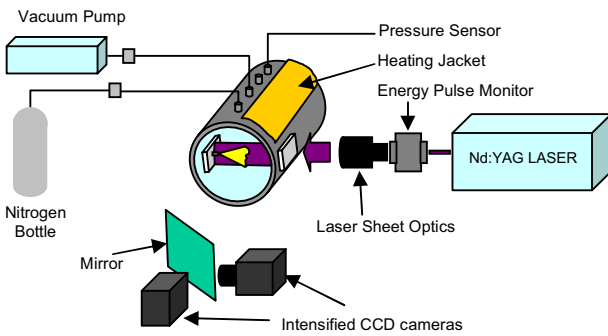 Vacuum Pump
Pressure Sensor
Heating Jacket
Energy Pulse Monitor
Nd:YAG LASER
Nitrogen
Bottle
Laser Sheet Optics
Mirror
Intensified CCD cameras